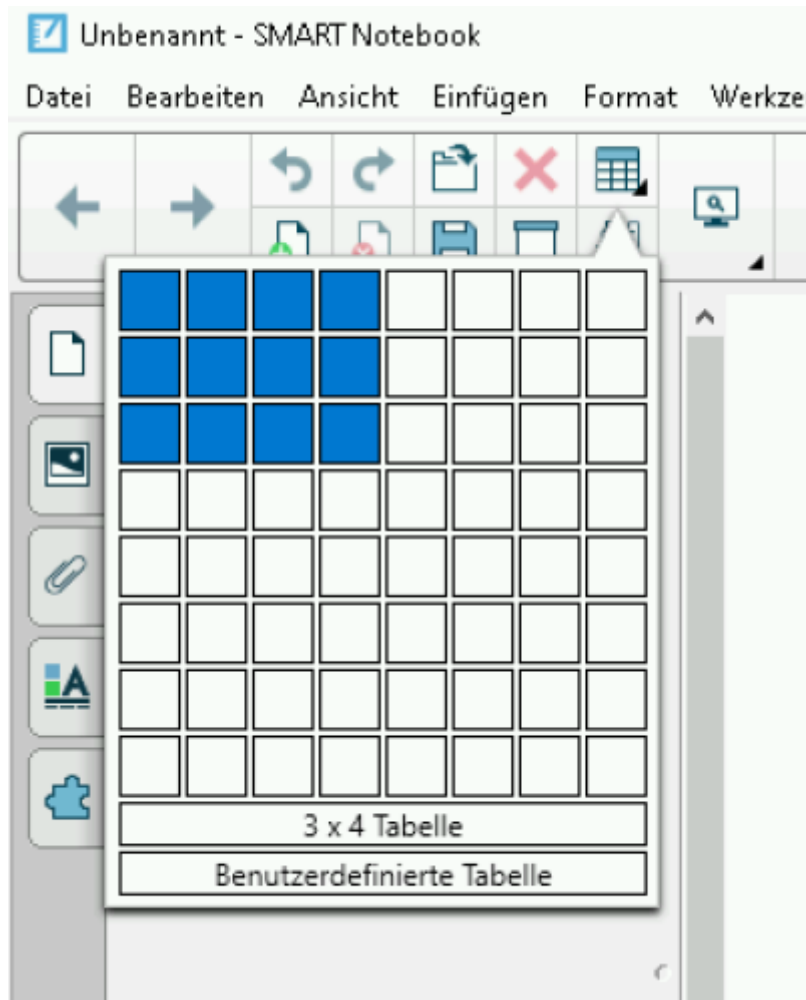 Unbenannt - SMART Notebook
Datei Bearbeiten Ansicht Einfügen Format Werkze
3 x 4 Tabelle
Benutzerdefinierte Tabelle